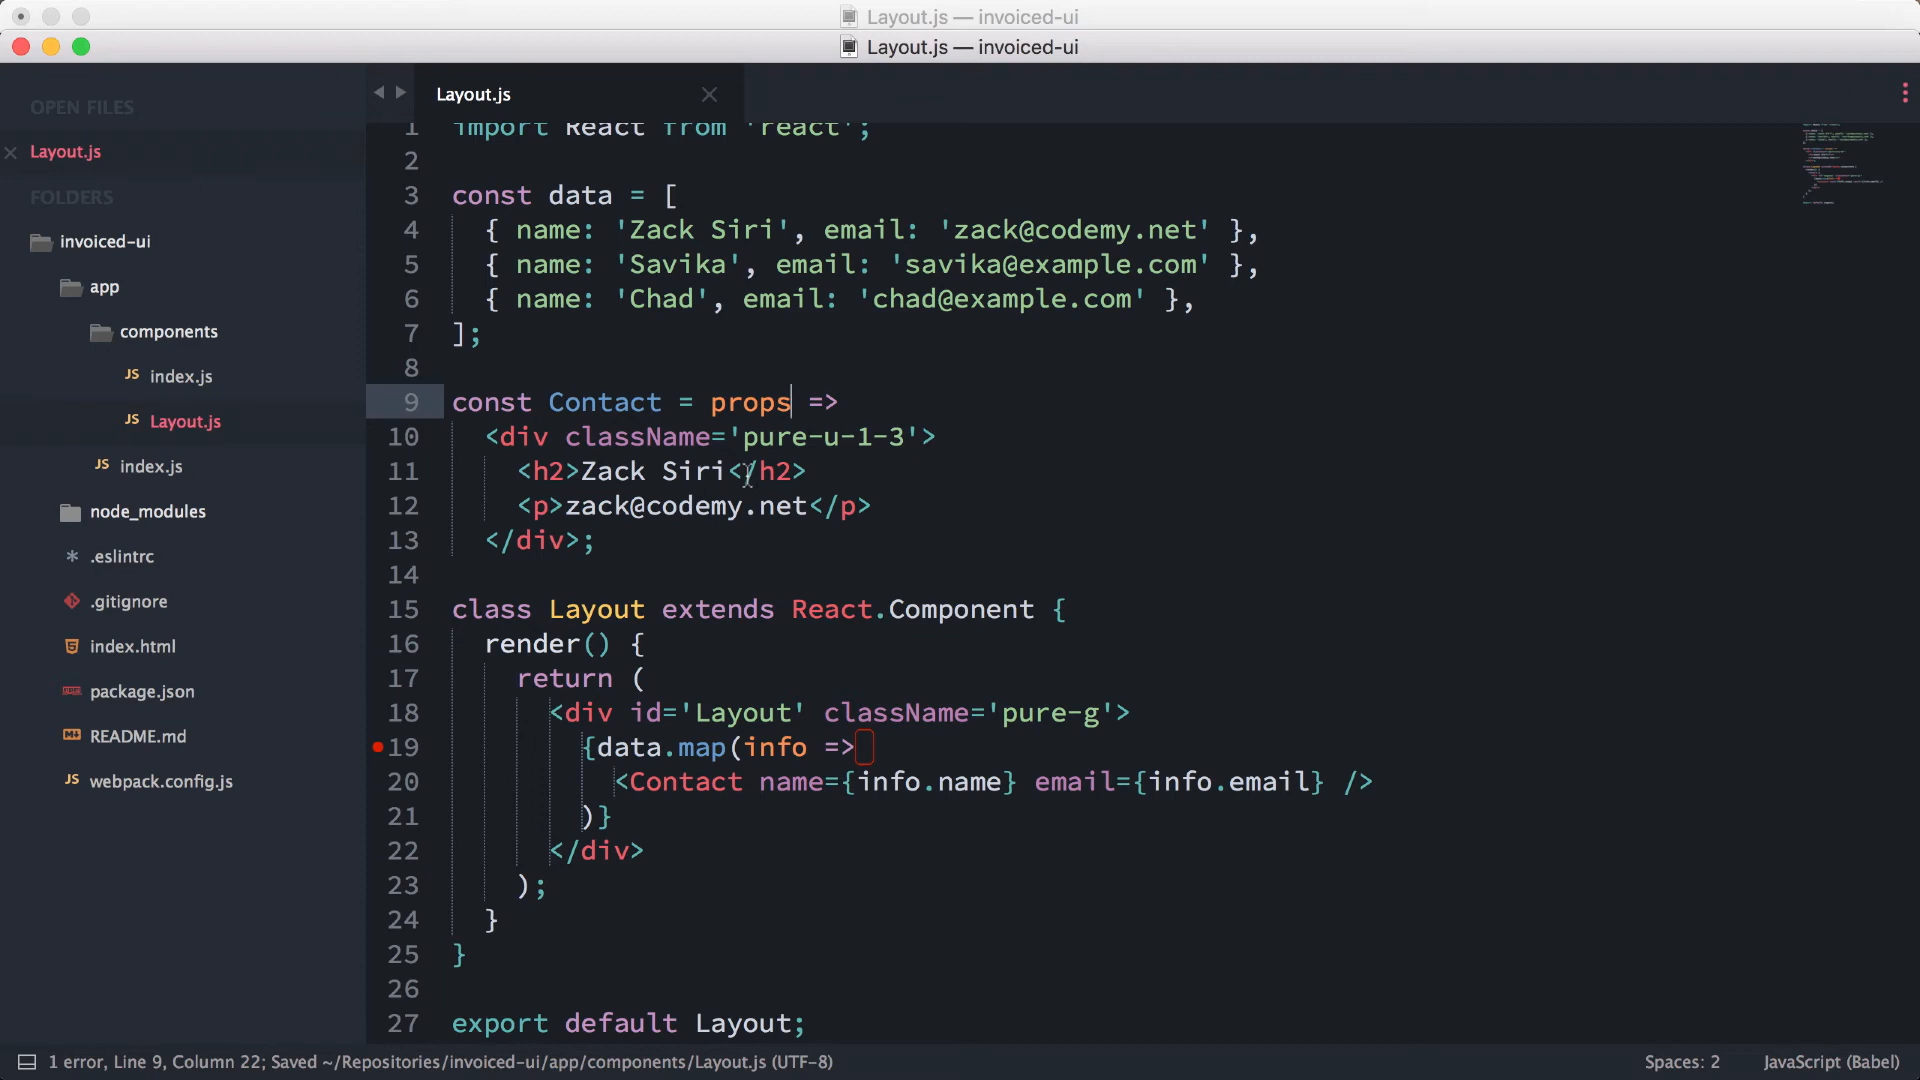 Layout.js — invoiced-ui
Layout.js — invoiced-ui
OPEN FILES
Layout.js
FOLDERS
invoiced-ui
app
components
JS index.js
JS Layout.js
JS index.js
node_modules
.eslintrc
.gitignore
index.html
package.json
README.md
JS webpack.config.js
Layout.js
1 import React from 'react';
2
3 const data = [
4   { name: 'Zack Siri', email: 'zack@codemy.net' },
5   { name: 'Savika', email: 'savika@example.com' },
6   { name: 'Chad', email: 'chad@example.com' },
7 ];
8
9 const Contact = props =>
10   <div className='pure-u-1-3'>
11     <h2>Zack Siri</h2>
12     <p>zack@codemy.net</p>
13   </div>;
14
15 class Layout extends React.Component {
16   render() {
17     return (
18       <div id='Layout' className='pure-g'>
19         {data.map(info =>
20           <Contact name={info.name} email={info.email} />
21         )}
22       </div>
23     );
24   }
25 }
26
27 export default Layout;
1 error, Line 9, Column 22; Saved ~/Repositories/invoiced-ui/app/components/Layout.js (UTF-8)
Spaces: 2
JavaScript (Babel)